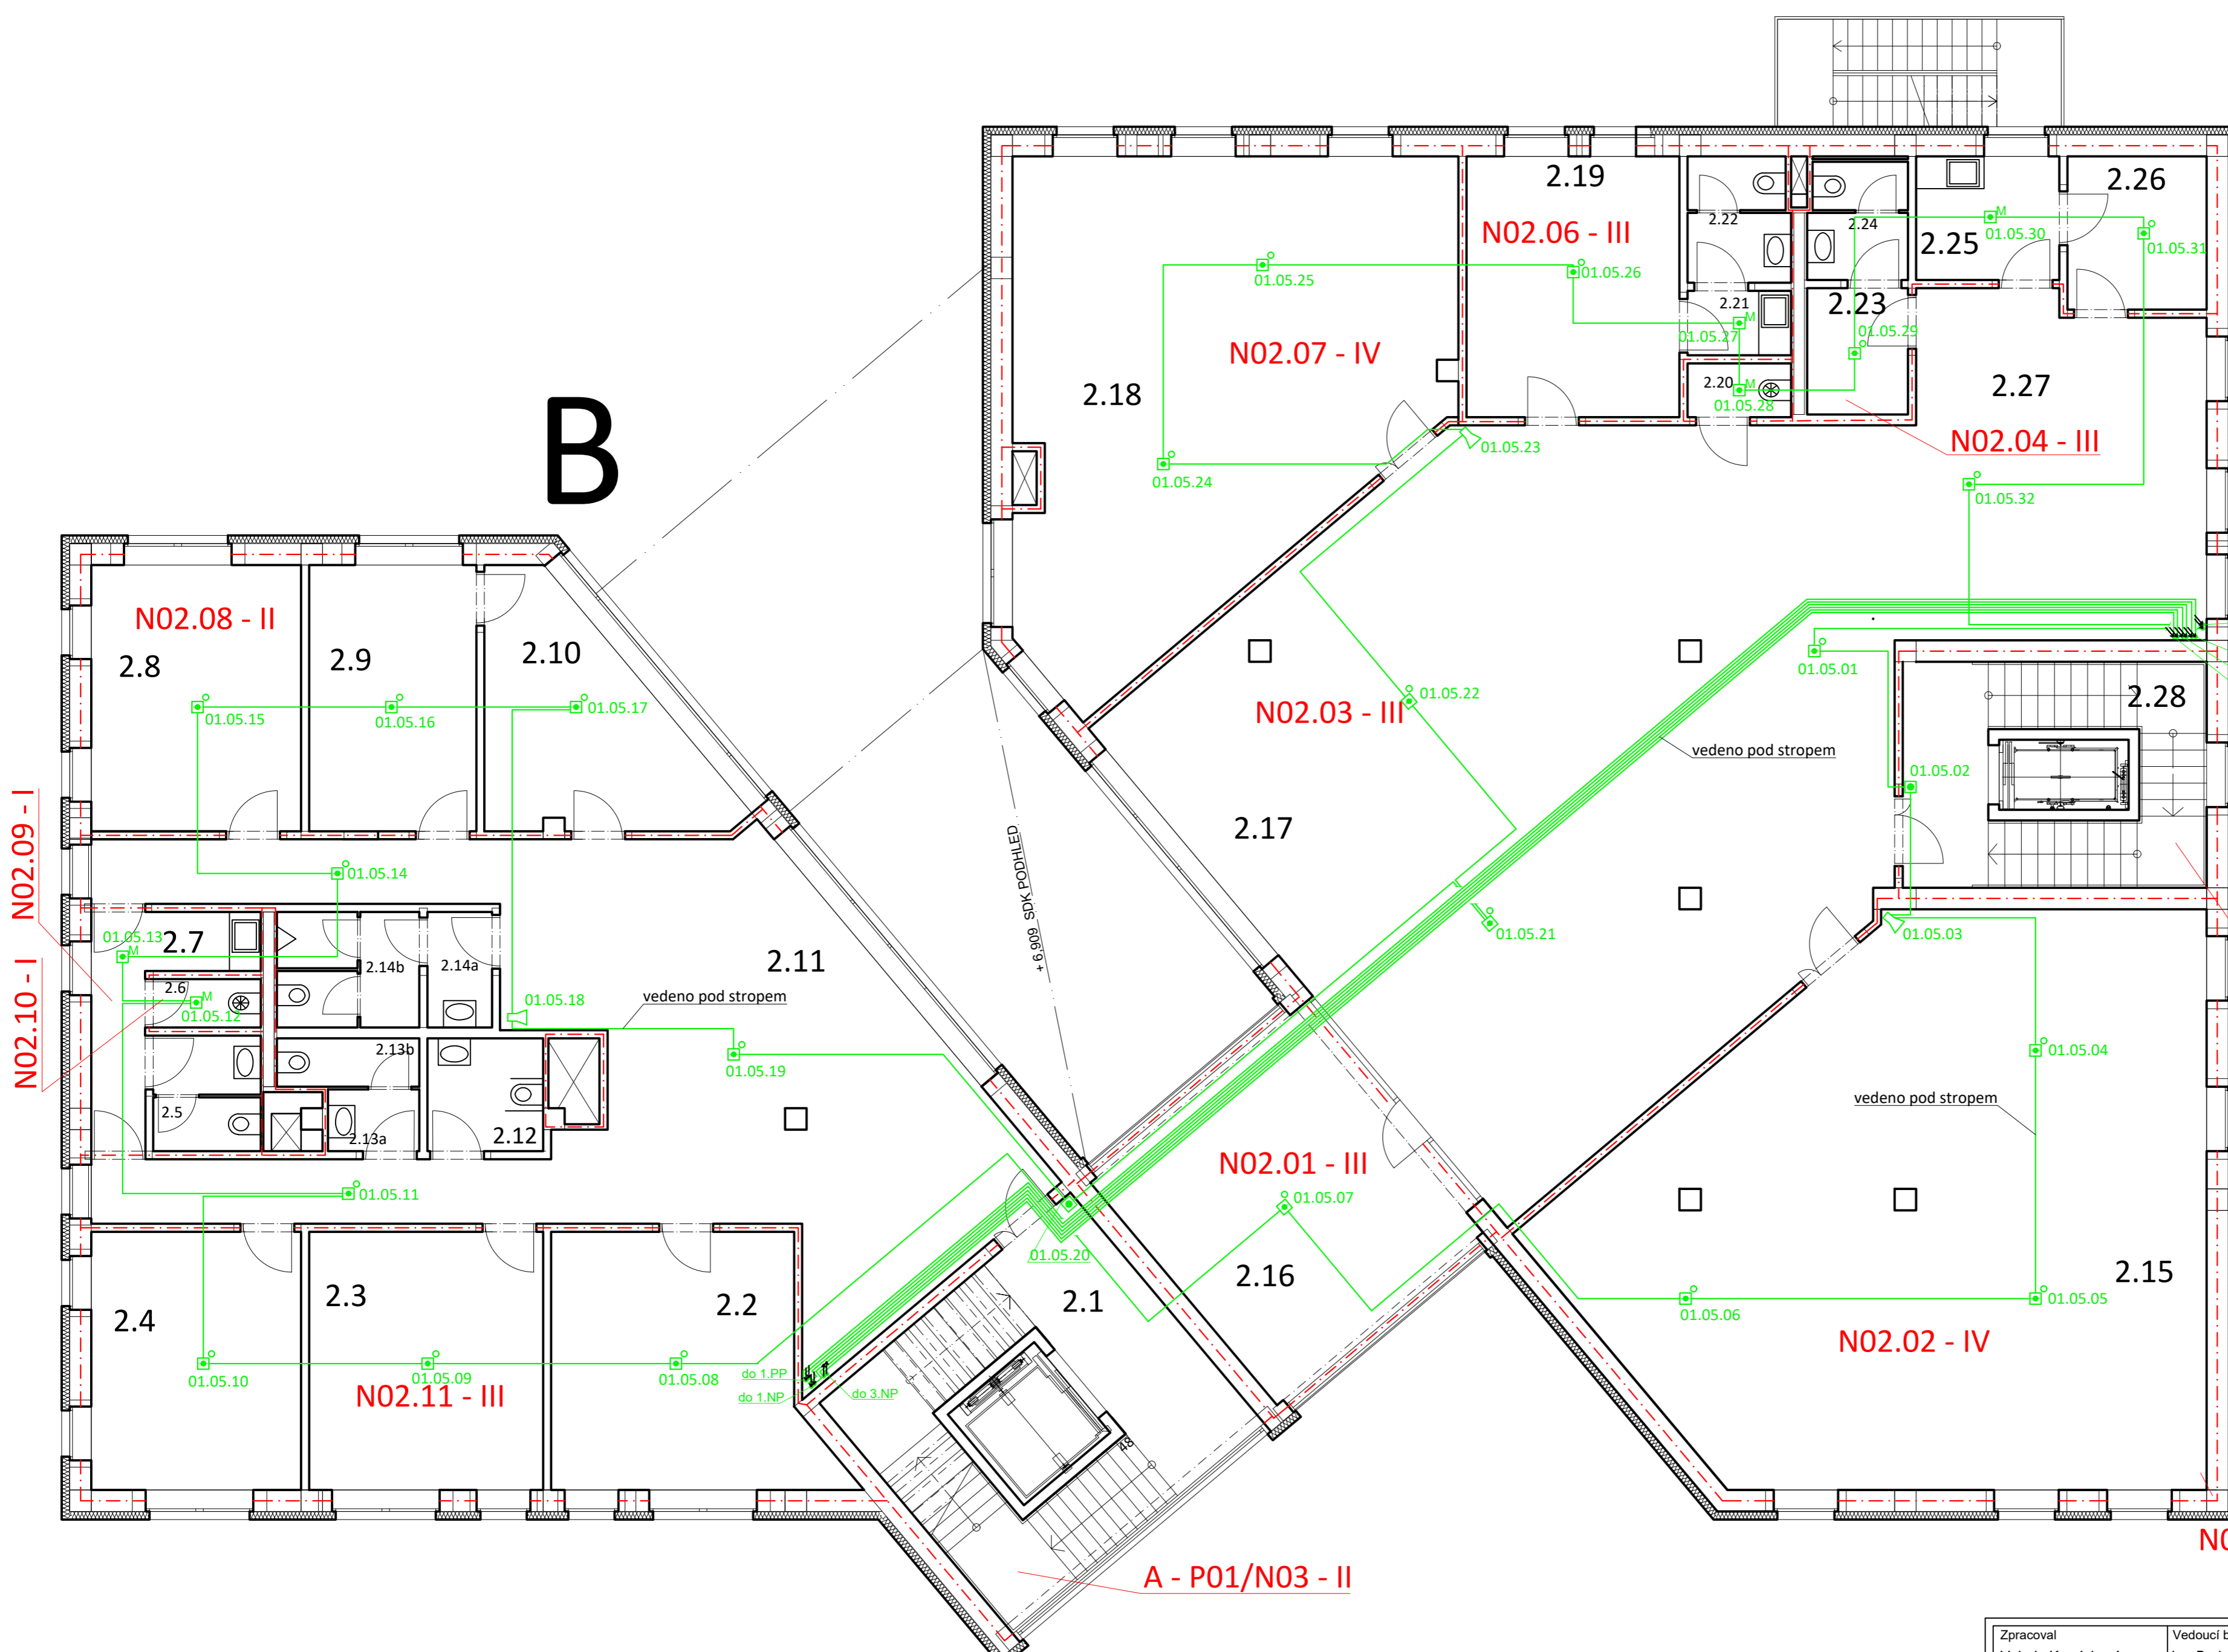 B
2.19
2.26
2.22
2.24
2.25
N02.06 - III
01.05.30
01.05.31
01.05.25
01.05.26
2.21
2.23
M
M
M
01.05.27
01.05.29
N02.07 - IV
2.18
2.20
01.05.28
2.27
N02.04 - III
01.05.23
01.05.24
01.05.32
N02.08 - II
2.8
2.9
2.10
01.05.15
01.05.16
01.05.17
01.05.01
01.05.22
N02.03 - III
2.28
vedeno pod stropem
01.05.02
2.17
+ 6,909 SDK PODHLED
N02.09 - I
N02.10 - I
01.05.14
01.05.13
M
2.7
2.14b
2.14a
2.11
01.05.21
01.05.03
2.6
M
01.05.12
01.05.18
vedeno pod stropem
2.13b
01.05.19
01.05.04
2.5
2.13a
2.12
vedeno pod stropem
N02.01 - III
01.05.11
01.05.07
01.05.20
2.16
2.15
2.4
2.3
2.2
2.1
01.05.06
01.05.05
N02.02 - IV
01.05.10
01.05.09
01.05.08
do 1.PP
do 1.NP
do 3.NP
N02.11 - III
48
A - P01/N03 - II
N0
Zpracoval
Vedoucí b